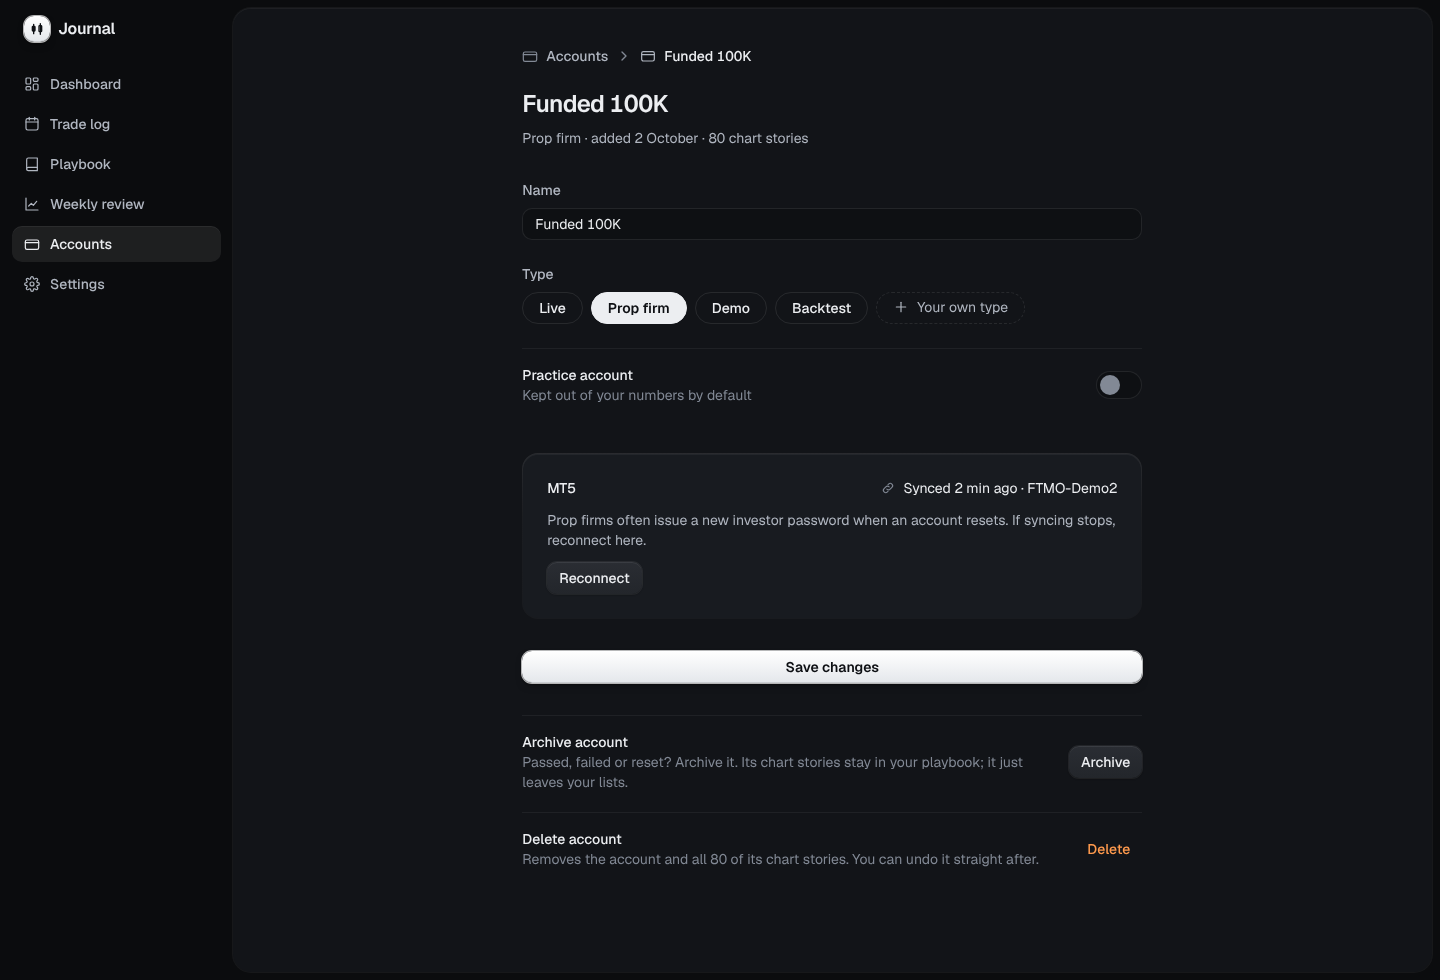 Journal
Dashboard
Trade log
Playbook
Weekly review
Accounts
Settings
Accounts
Funded 100K
Funded 100K
Prop firm · added 2 October · 80 chart stories
Name
Funded 100K
Type
Live
Prop firm
Demo
Backtest
Your own type
Practice account
Kept out of your numbers by default
MT5
Synced 2 min ago · FTMO-Demo2
Prop firms often issue a new investor password when an account resets. If syncing stops,
reconnect here.
Reconnect
Save changes
Archive account
Passed, failed or reset? Archive it. Its chart stories stay in your playbook; it just
leaves your lists.
Archive
Delete account
Removes the account and all 80 of its chart stories. You can undo it straight after.
Delete